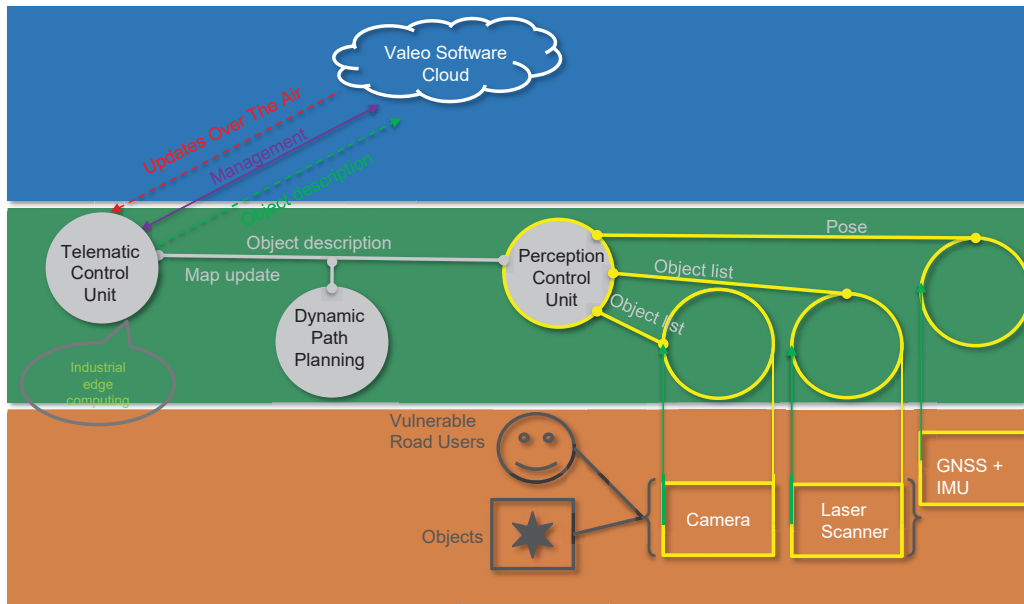 Valeo Software
Cloud
Updates Over The Air
Management
Object description
Telematic
Control
Unit
Object description
Map update
Dynamic
Path
Planning
Perception
Control
Unit
Pose
Object list
Object list
Industrial
edge
computing
Vulnerable
Road Users
Objects
Camera
Laser
Scanner
GNSS +
IMU